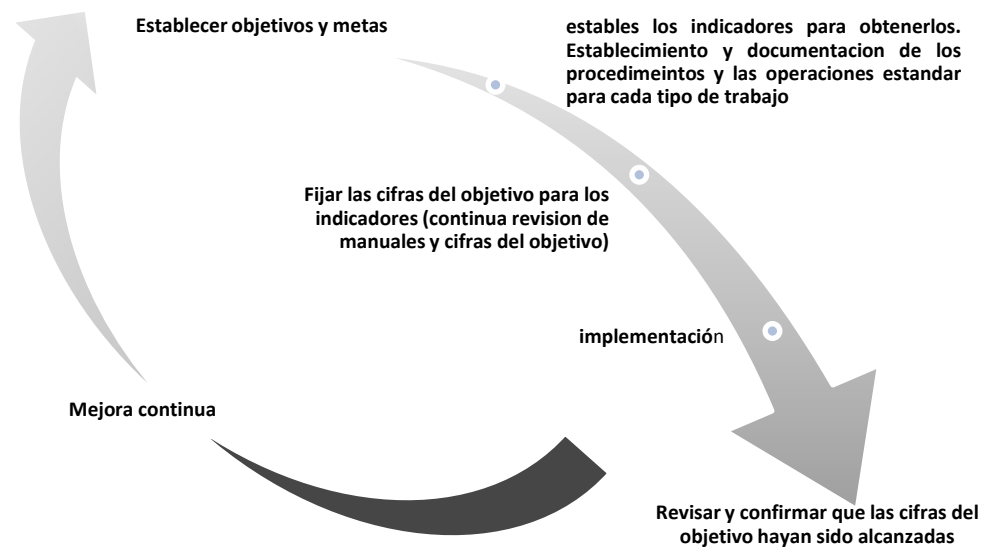 Establecer objetivos y metas
estables los indicadores para obtenerlos.
Establecimiento y documentacion de los
procedimeintos y las operaciones estandar
para cada tipo de trabajo
Fijar las cifras del objetivo para los
indicadores (continua revision de
manuales y cifras del objetivo)
implementación
Mejora continua
Revisar y confirmar que las cifras del
objetivo hayan sido alcanzadas